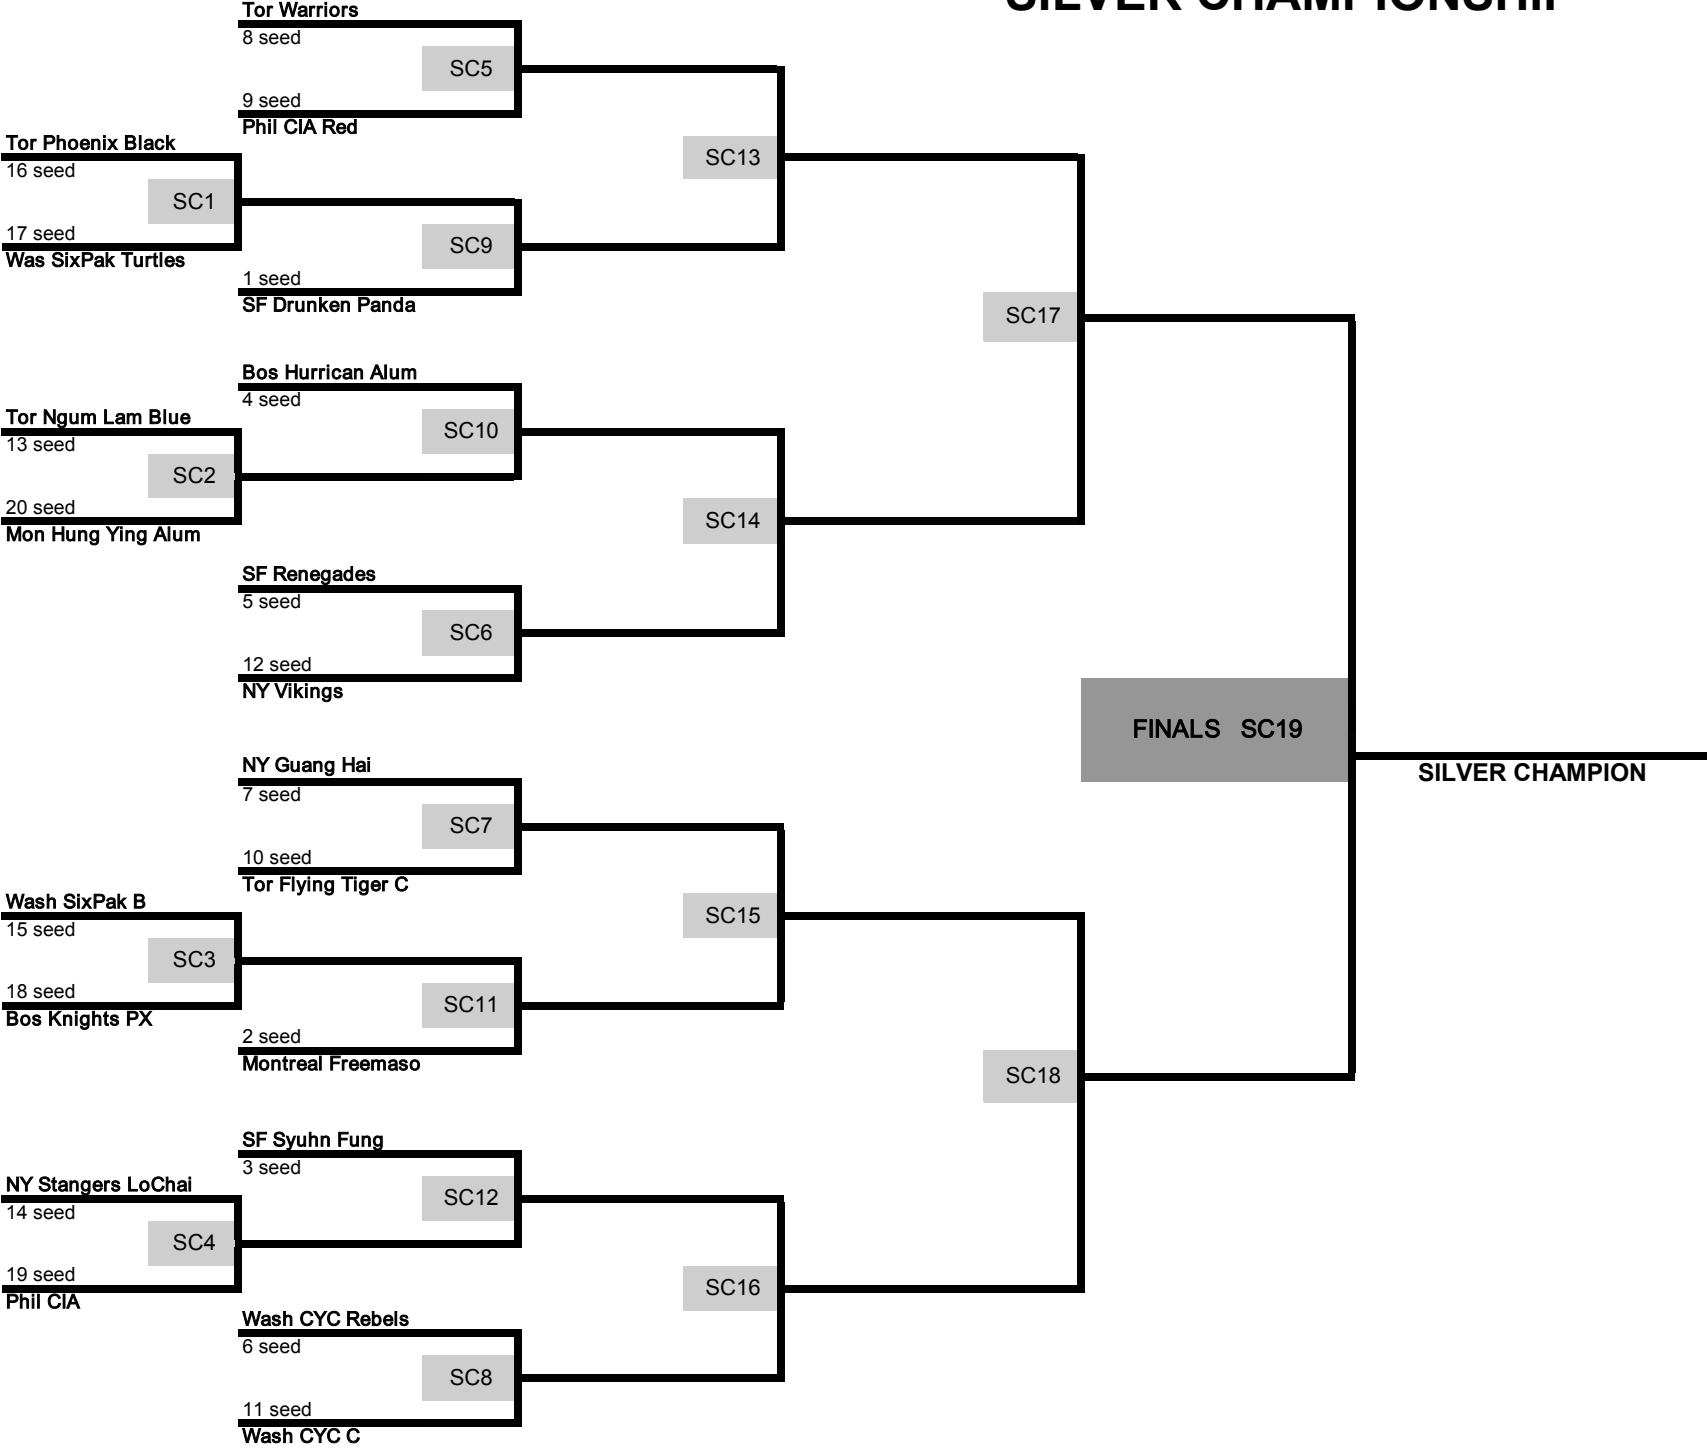 SILVER CHAMPIONSHIP
Tor Warriors
8 seed
SC5
9 seed
Phil CIA Red
Tor Phoenix Black
16 seed
SC13
SC1
17 seed
SC9
Was SixPak Turtles
1 seed
SF Drunken Panda
SC17
Bos Hurrican Alum
4 seed
Tor Ngum Lam Blue
SC10
13 seed
SC2
20 seed
SC14
Mon Hung Ying Alum
SF Renegades
5 seed
SC6
12 seed
NY Vikings
FINALS SC19
NY Guang Hai
SILVER CHAMPION
7 seed
SC7
10 seed
Tor Flying Tiger C
Wash SixPak B
SC15
15 seed
SC3
18 seed
SC11
Bos Knights PX
2 seed
Montreal Freemaso
SC18
SF Syuhn Fung
3 seed
NY Stangers LoChai
SC12
14 seed
SC4
19 seed
SC16
Phil CIA
Wash CYC Rebels
6 seed
SC8
11 seed
Wash CYC C